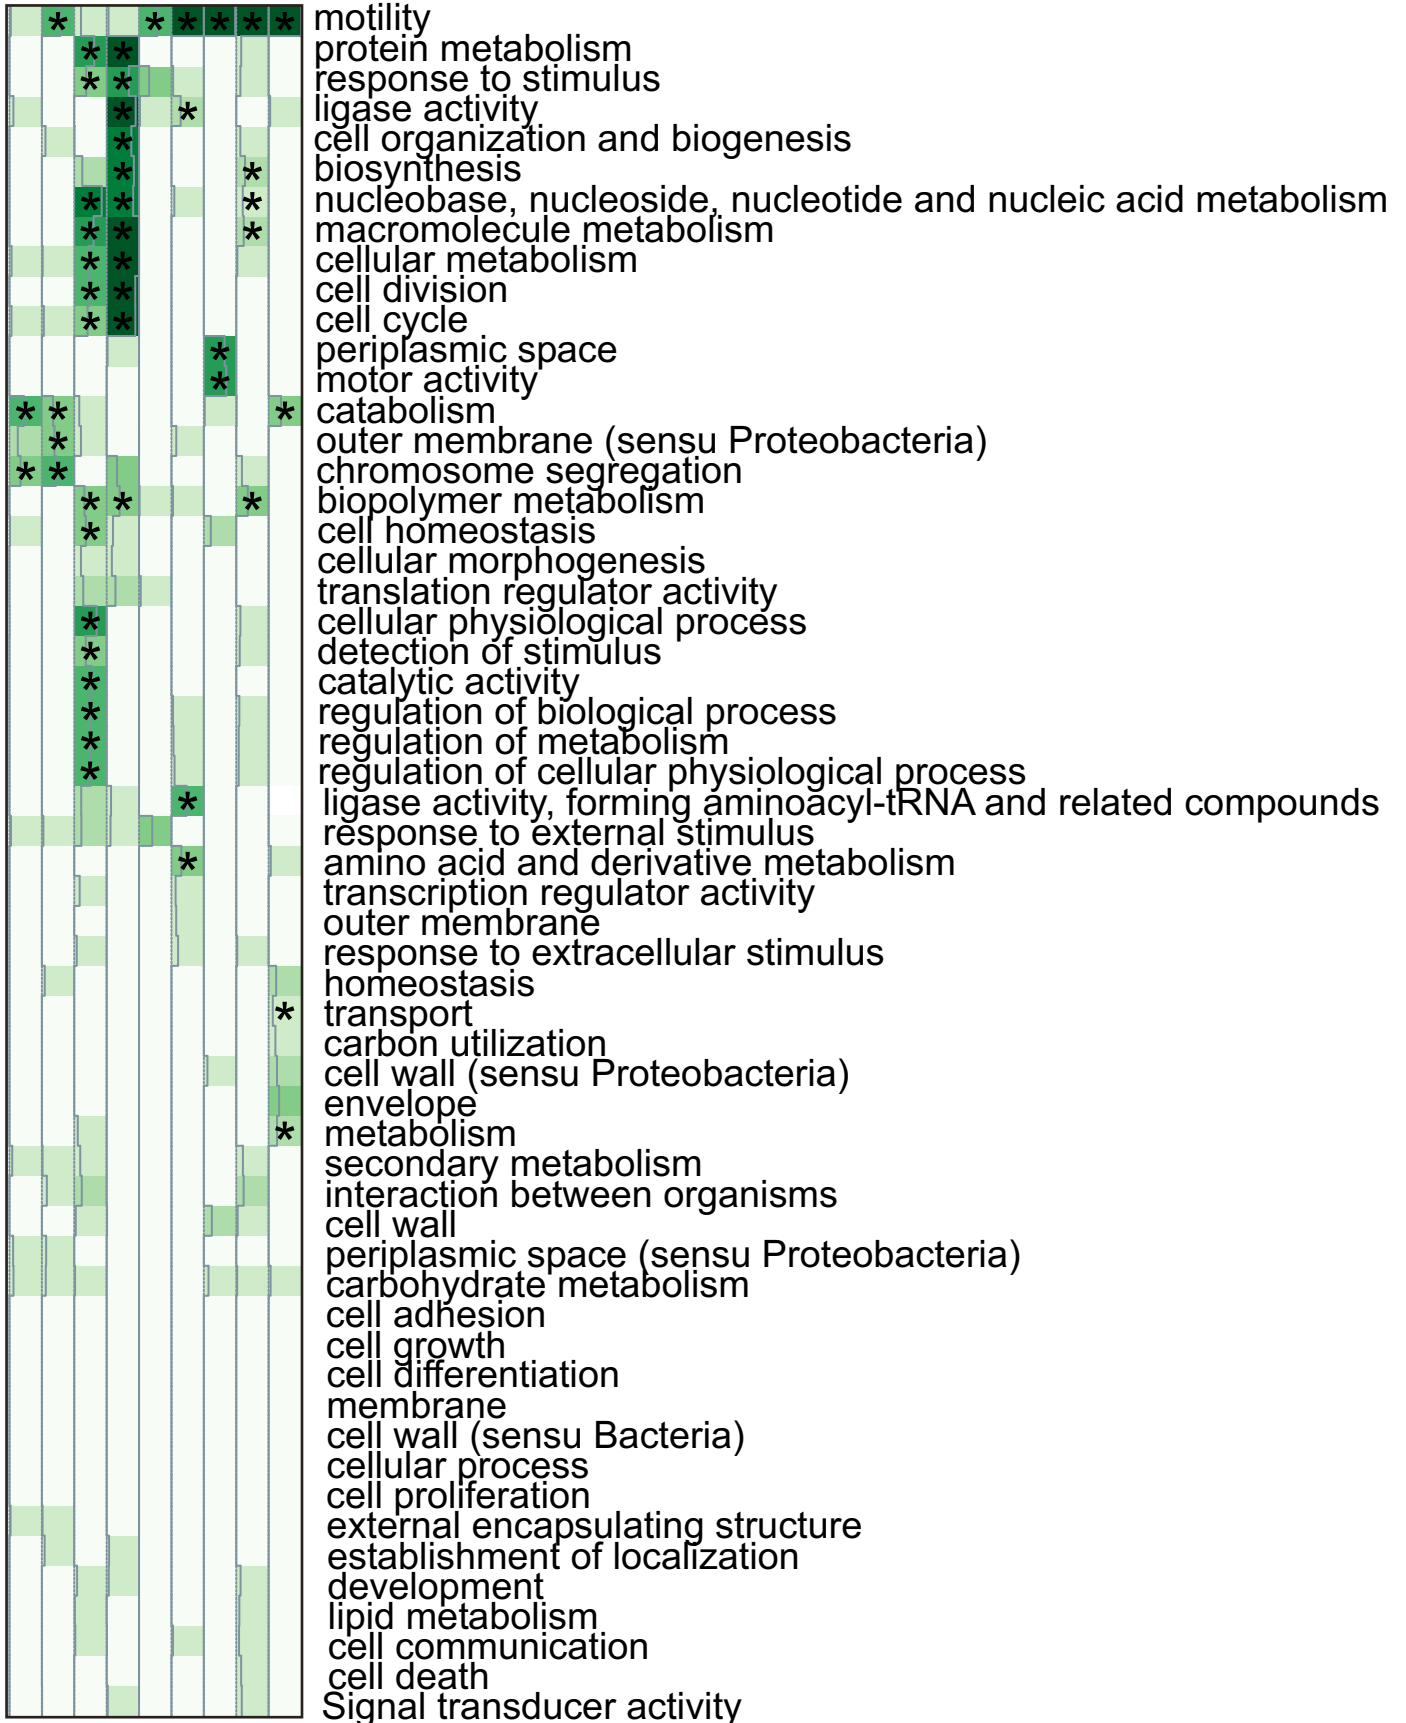 * * * * * * motility
* * protein metabolism
* * response to stimulus
* * ligase activity
* cell organization and biogenesis
* * biosynthesis
* * * nucleobase, nucleoside, nucleotide and nucleic acid metabolism
* * * macromolecule metabolism
* * cellular metabolism
* * cell division
* * cell cycle
* periplasmic space
* motor activity
* * * catabolism
* outer membrane (sensu Proteobacteria)
* * chromosome segregation
* * * biopolymer metabolism
* cell homeostasis
cellular morphogenesis
translation regulator activity
* cellular physiological process
* detection of stimulus
* catalytic activity
* regulation of biological process
* regulation of metabolism
* regulation of cellular physiological process
* ligase activity, forming aminoacyl-tRNA and related compounds
response to external stimulus
* amino acid and derivative metabolism
transcription regulator activity
outer membrane
response to extracellular stimulus
homeostasis
* transport
carbon utilization
cell wall (sensu Proteobacteria)
envelope
* metabolism
secondary metabolism
interaction between organisms
cell wall
periplasmic space (sensu Proteobacteria)
carbohydrate metabolism
cell adhesion
cell growth
cell differentiation
membrane
cell wall (sensu Bacteria)
cellular process
cell proliferation
external encapsulating structure
establishment of localization
development
lipid metabolism
cell communication
cell death
Signal transducer activity